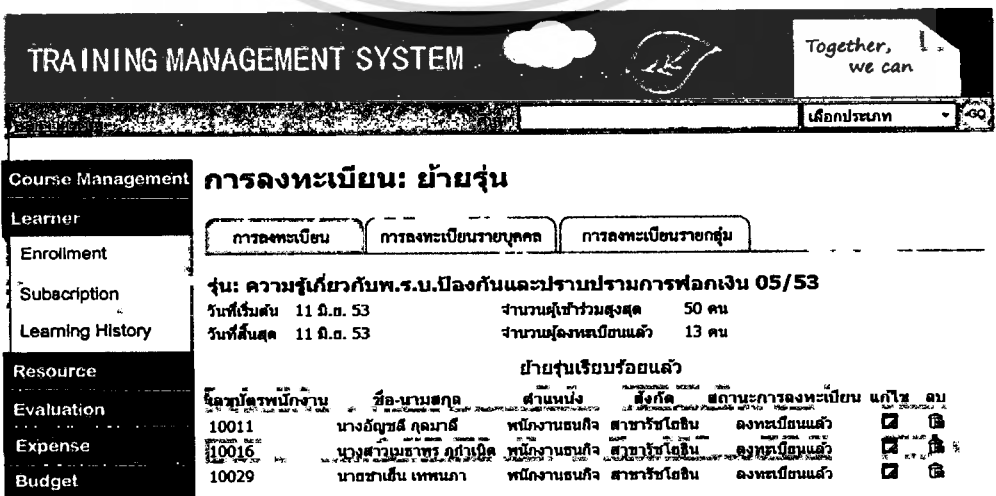 TRAINING MANAGEMENT SYSTEM
Together,
we can
เลือกประเภท GO
Course Management
Learner
Enrollment
Subscription
Learning History
Resource
Evaluation
Expense
Budget
การลงทะเบียน: ย้ายรุ่น
การลงทะเบียน การลงทะเบียนรายบุคคล การลงทะเบียนรายกลุ่ม
รุ่น: ความรู้เกี่ยวกับพ.ร.บ.ป้องกันและปราบปรามการฟอกเงิน 05/53
วันที่เริ่มต้น 11 มิ.ย. 53 จำนวนผู้เข้าร่วมสูงสุด 50 คน
วันที่สิ้นสุด 11 มิ.ย. 53 จำนวนผู้ลงทะเบียนแล้ว 13 คน
ย้ายรุ่นเรียบร้อยแล้ว
เลขบัตรพนักงาน ชื่อ-นามสกุล ตำแหน่ง สังกัด สถานะการลงทะเบียน แก้ไข ลบ
10011 นางอัญชลี กุลมาลี พนักงานธนกิจ สาขารัชโยธิน ลงทะเบียนแล้ว
10016 นางสาวเมธาพร พนักงานธนกิจ สาขารัชโยธิน ลงทะเบียนแล้ว
10029 นายชาเย็น เททนภา พนักงานธนกิจ สาขารัชโยธิน ลงทะเบียนแล้ว